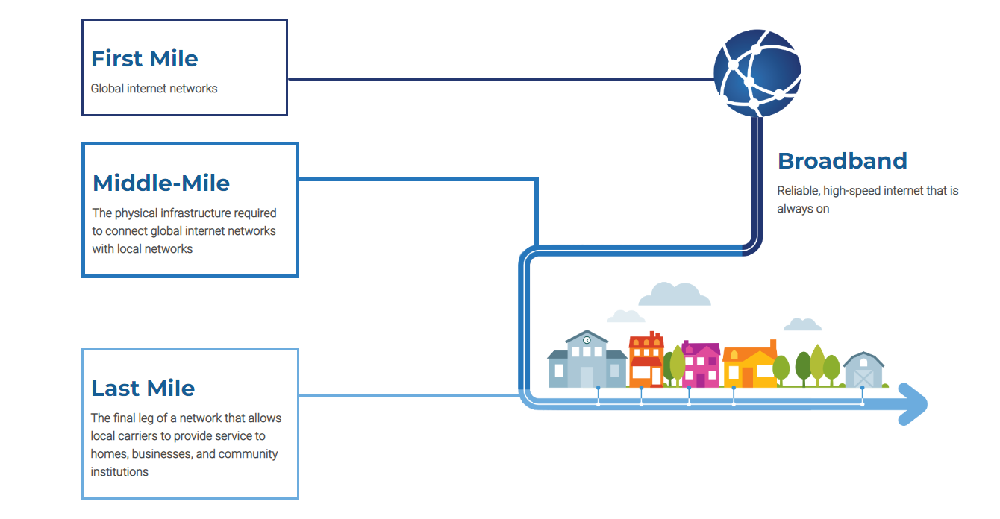 First Mile
Global internet networks
Middle-Mile
The physical infrastructure required
to connect global internet networks
with local networks
Broadband
Reliable, high-speed internet that is
always on
Last Mile
The final leg of a network that allows
local carriers to provide service to
homes, businesses, and community
institutions